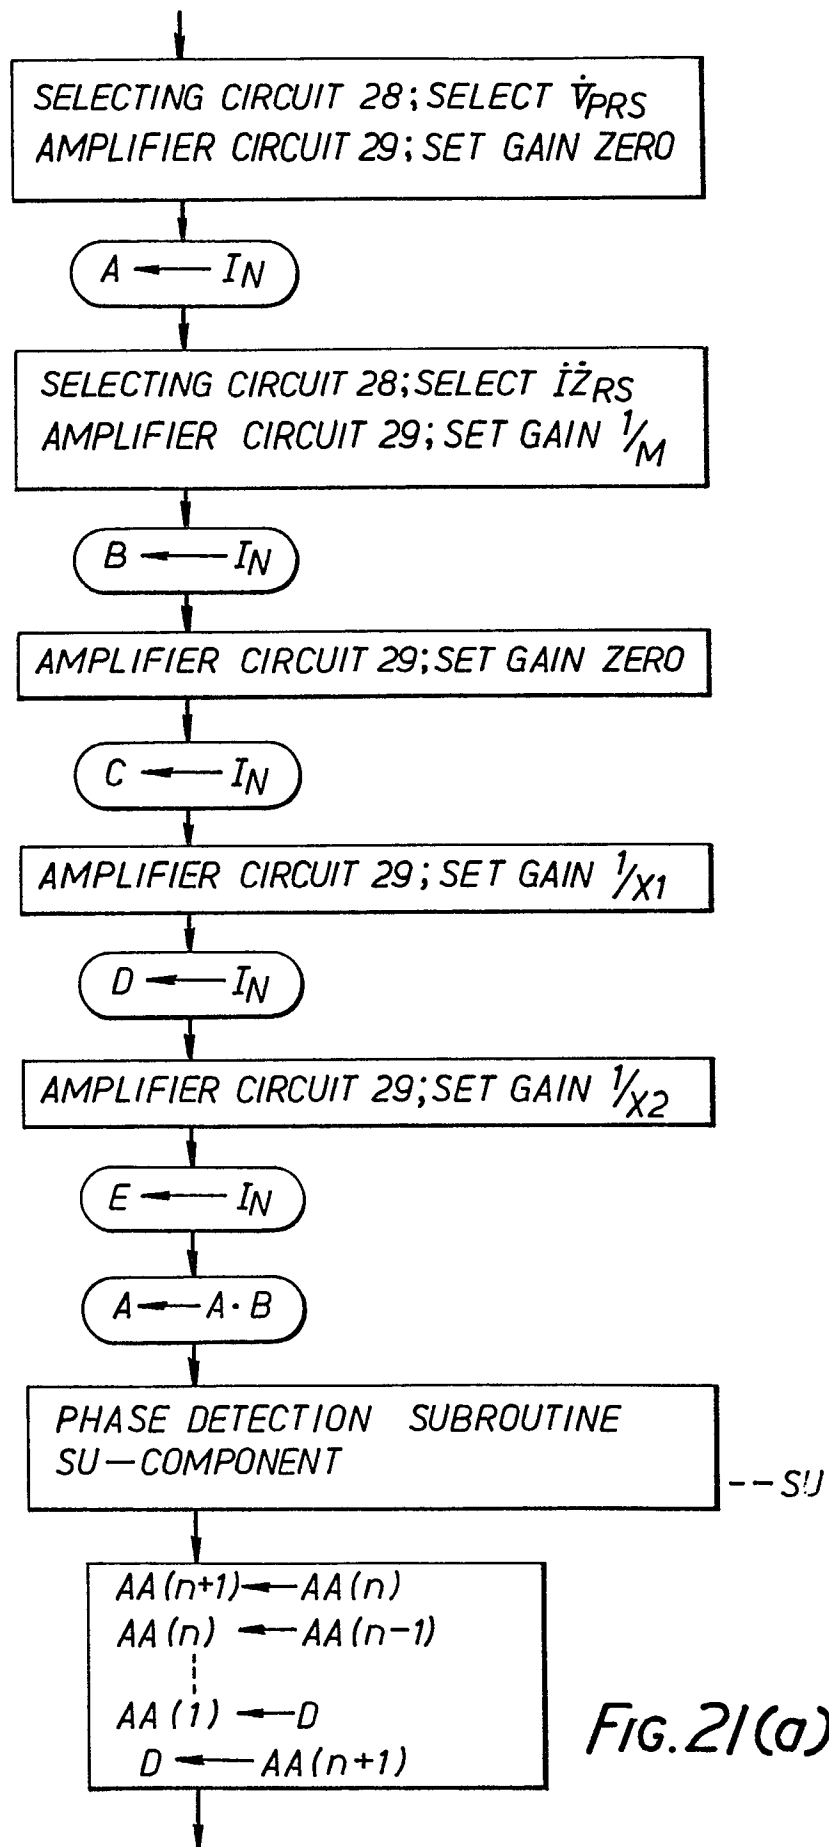 SELECTING CIRCUIT 28; SELECT V̇PRS
AMPLIFIER CIRCUIT 29; SET GAIN ZERO
A ← IN
SELECTING CIRCUIT 28; SELECT İŻRS
AMPLIFIER CIRCUIT 29; SET GAIN 1/M
B ← IN
AMPLIFIER CIRCUIT 29; SET GAIN ZERO
C ← IN
AMPLIFIER CIRCUIT 29; SET GAIN 1/X1
D ← IN
AMPLIFIER CIRCUIT 29; SET GAIN 1/X2
E ← IN
A ← A · B
PHASE DETECTION SUBROUTINE
SU-COMPONENT
-- SU
AA(n+1) ← AA(n)
AA(n) ← AA(n-1)
AA(1) ← D
D ← AA(n+1)
FIG. 21(a)